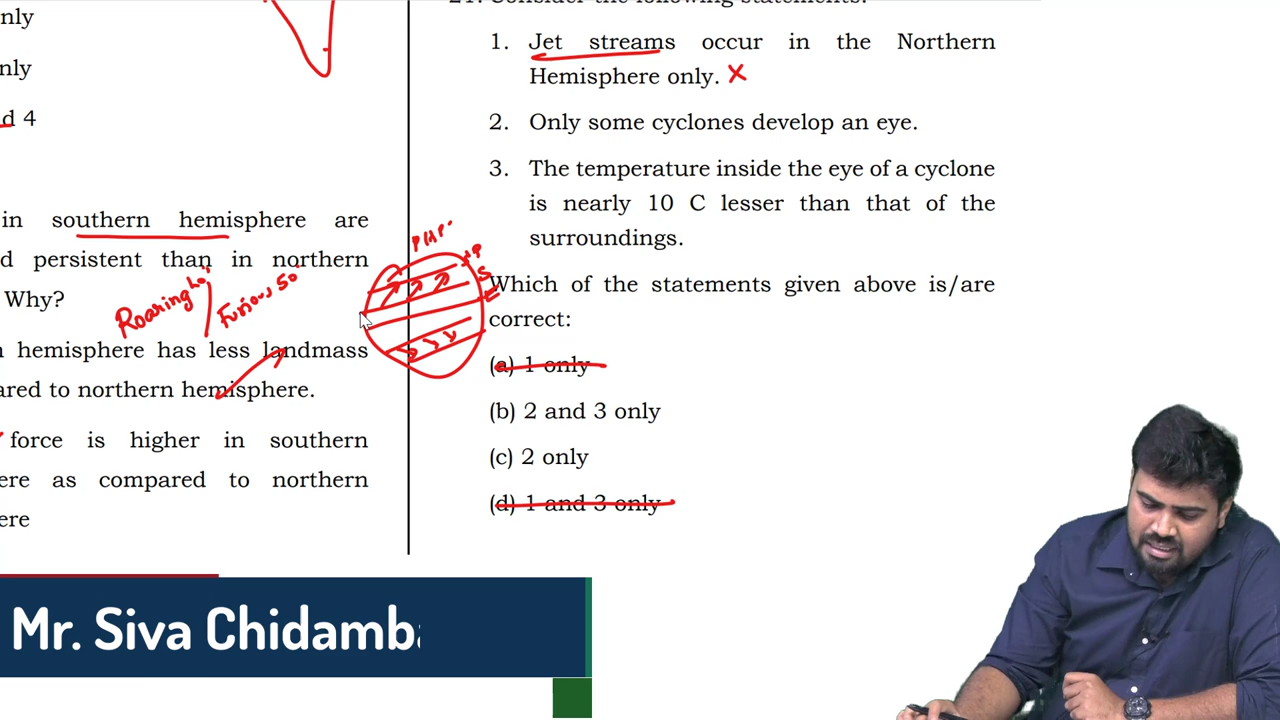 nly
nly
d 4
in southern hemisphere are
d persistent than in northern
Why?
Roaring 40
Furious 50
hemisphere has less landmass
ared to northern hemisphere.
force is higher in southern
ere as compared to northern
ere
1. Jet streams occur in the Northern
Hemisphere only. X
2. Only some cyclones develop an eye.
3. The temperature inside the eye of a cyclone
is nearly 10 C lesser than that of the
surroundings.
PHP
Which of the statements given above is/are
correct:
(a) 1 only
(b) 2 and 3 only
(c) 2 only
(d) 1 and 3 only
Mr. Siva Chidamba